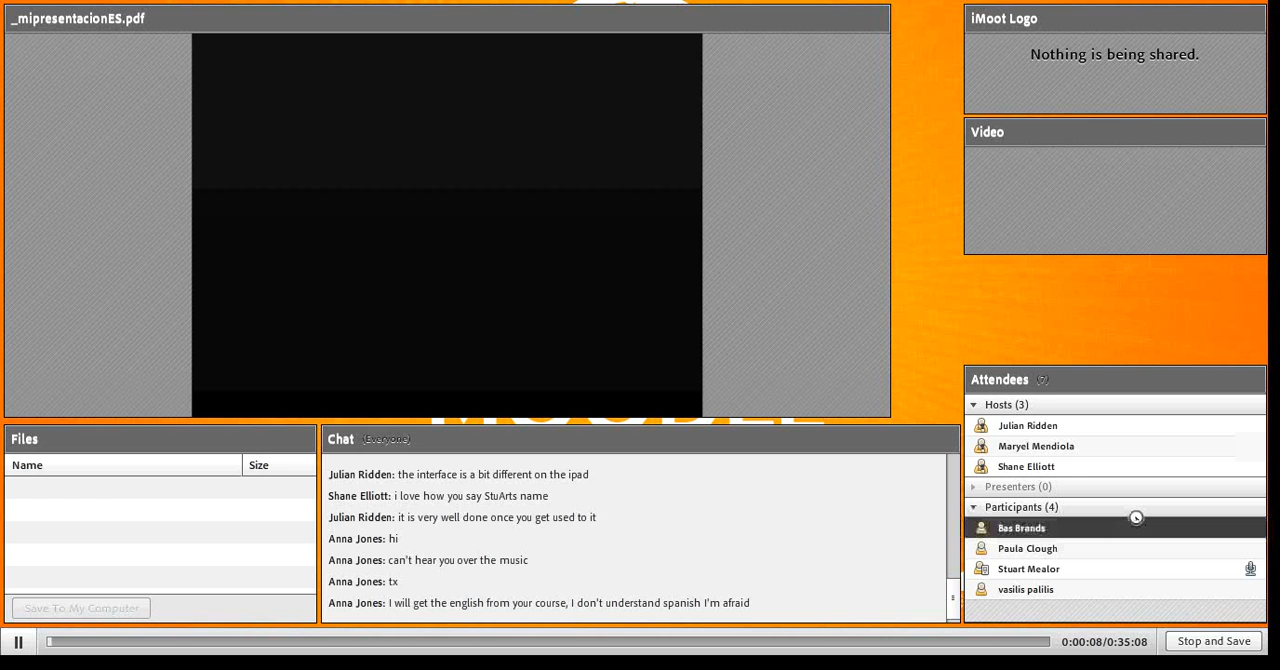 _mipresentacionES.pdf
iMoot Logo
Nothing is being shared.
Video
Attendees (7)
Hosts (3)
Julian Ridden
Maryel Mendiola
Shane Elliott
Presenters (0)
Participants (4)
Bas Brands
Paula Clough
Stuart Mealor
vasilis palilis
Files
Name Size
Save To My Computer
Chat (Everyone)
Julian Ridden: the interface is a bit different on the ipad
Shane Elliott: i love how you say StuArts name
Julian Ridden: it is very well done once you get used to it
Anna Jones: hi
Anna Jones: can't hear you over the music
Anna Jones: tx
Anna Jones: I will get the english from your course, I don't understand spanish I'm afraid
0:00:08/0:35:08
Stop and Save